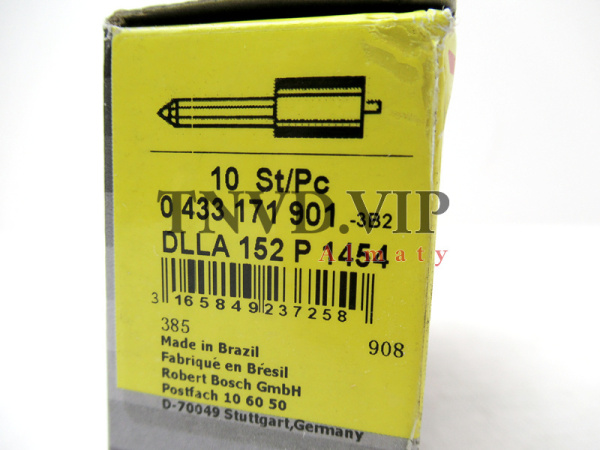 10 St/Pc
TNVD.VIP
0 433 171 901 -3B2
Almaty
DLLA 152 P 1454
3 165849 237258
385
908
Made in Brazil
Fabriqué en Brésil
Robert Bosch GmbH
Postfach 10 60 50
D-70049 Stuttgart,Germany